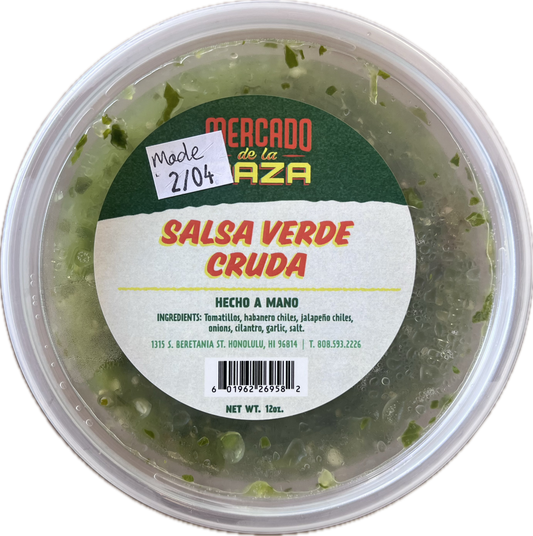 MERCADO
de la
AZA
Made
2/04
SALSA VERDE
CRUDA
HECHO A MANO
INGREDIENTS: Tomatillos, habanero chiles, jalapeño chiles,
onions, cilantro, garlic, salt.
1315 S. BERETANIA ST. HONOLULU, HI 96814 | T. 808.593.2226
6 01962 26958 2
NET WT. 12oz.